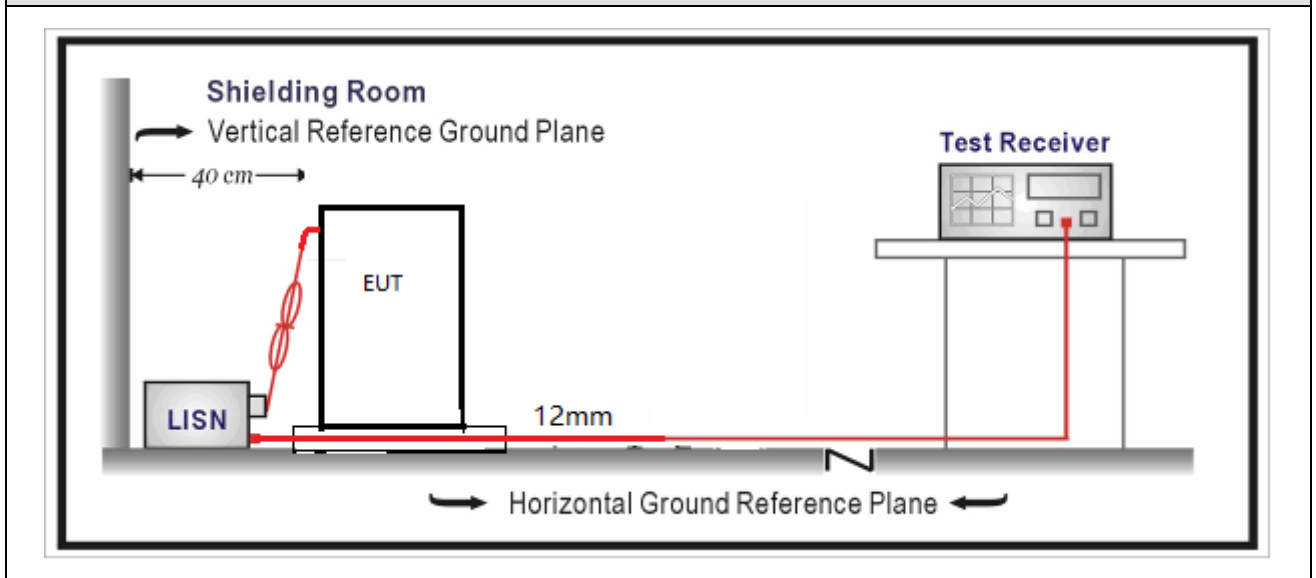 Shielding Room
Vertical Reference Ground Plane
40 cm
Test Receiver
EUT
LISN
12mm
Horizontal Ground Reference Plane